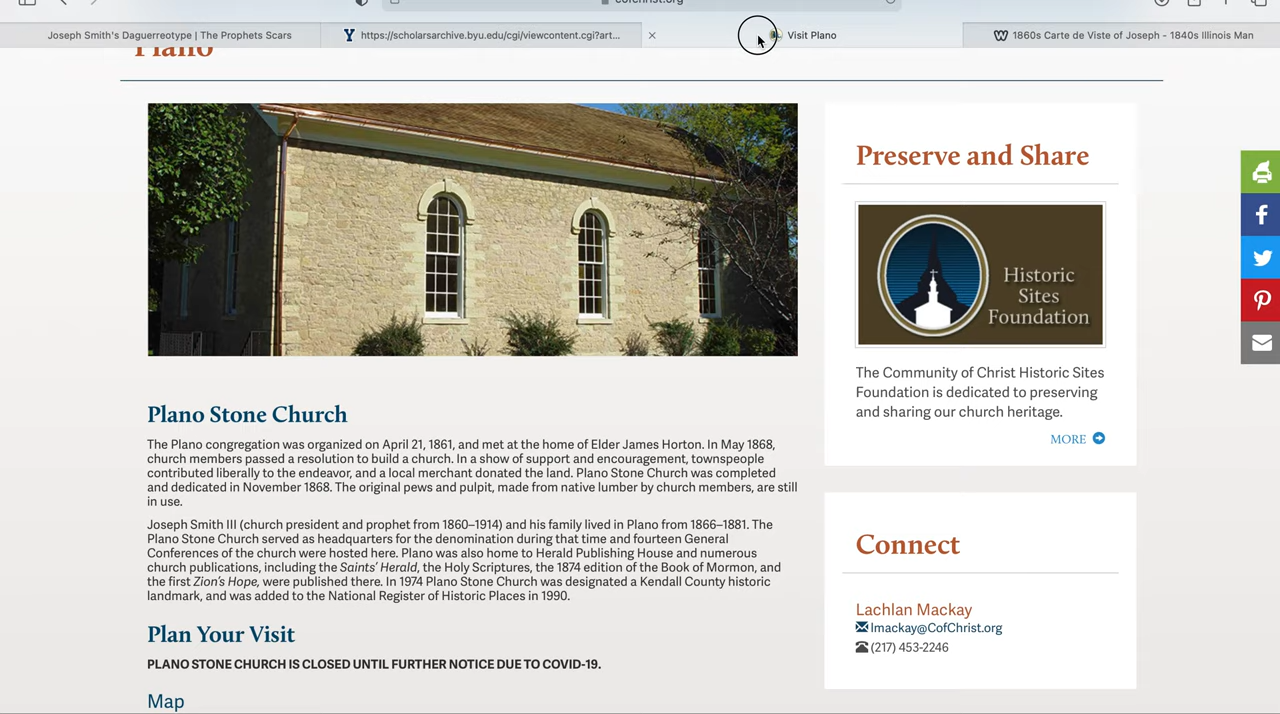 cofchrist.org
Joseph Smith's Daguerreotype | The Prophets Scars
https://scholarsarchive.byu.edu/cgi/viewcontent.cgi?art...
Visit Plano
1860s Carte de Viste of Joseph - 1840s Illinois Man
Plano
Plano Stone Church
The Plano congregation was organized on April 21, 1861, and met at the home of Elder James Horton. In May 1868,
church members passed a resolution to build a church. In a show of support and encouragement, townspeople
contributed liberally to the endeavor, and a local merchant donated the land. Plano Stone Church was completed
and dedicated in November 1868. The original pews and pulpit, made from native lumber by church members, are still
in use.
Joseph Smith III (church president and prophet from 1860–1914) and his family lived in Plano from 1866–1881. The
Plano Stone Church served as headquarters for the denomination during that time and fourteen General
Conferences of the church were hosted here. Plano was also home to Herald Publishing House and numerous
church publications, including the Saints' Herald, the Holy Scriptures, the 1874 edition of the Book of Mormon, and
the first Zion's Hope, were published there. In 1974 Plano Stone Church was designated a Kendall County historic
landmark, and was added to the National Register of Historic Places in 1990.
Plan Your Visit
PLANO STONE CHURCH IS CLOSED UNTIL FURTHER NOTICE DUE TO COVID-19.
Map
Preserve and Share
Historic
Sites
Foundation
The Community of Christ Historic Sites
Foundation is dedicated to preserving
and sharing our church heritage.
MORE
Connect
Lachlan Mackay
lmackay@CofChrist.org
(217) 453-2246